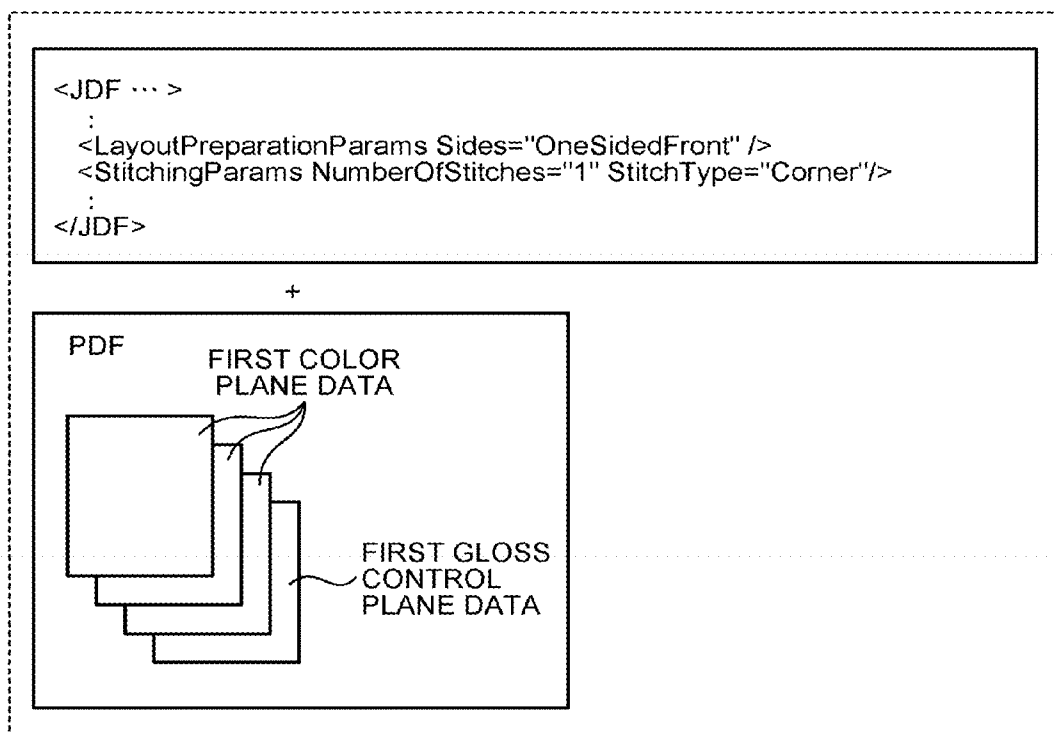 <JDF ··· >
:
<LayoutPreparationParams Sides="OneSidedFront" />
<StitchingParams NumberOfStitches="1" StitchType="Corner"/>
:
</JDF>
+
PDF
FIRST COLOR
PLANE DATA
FIRST GLOSS
CONTROL
PLANE DATA